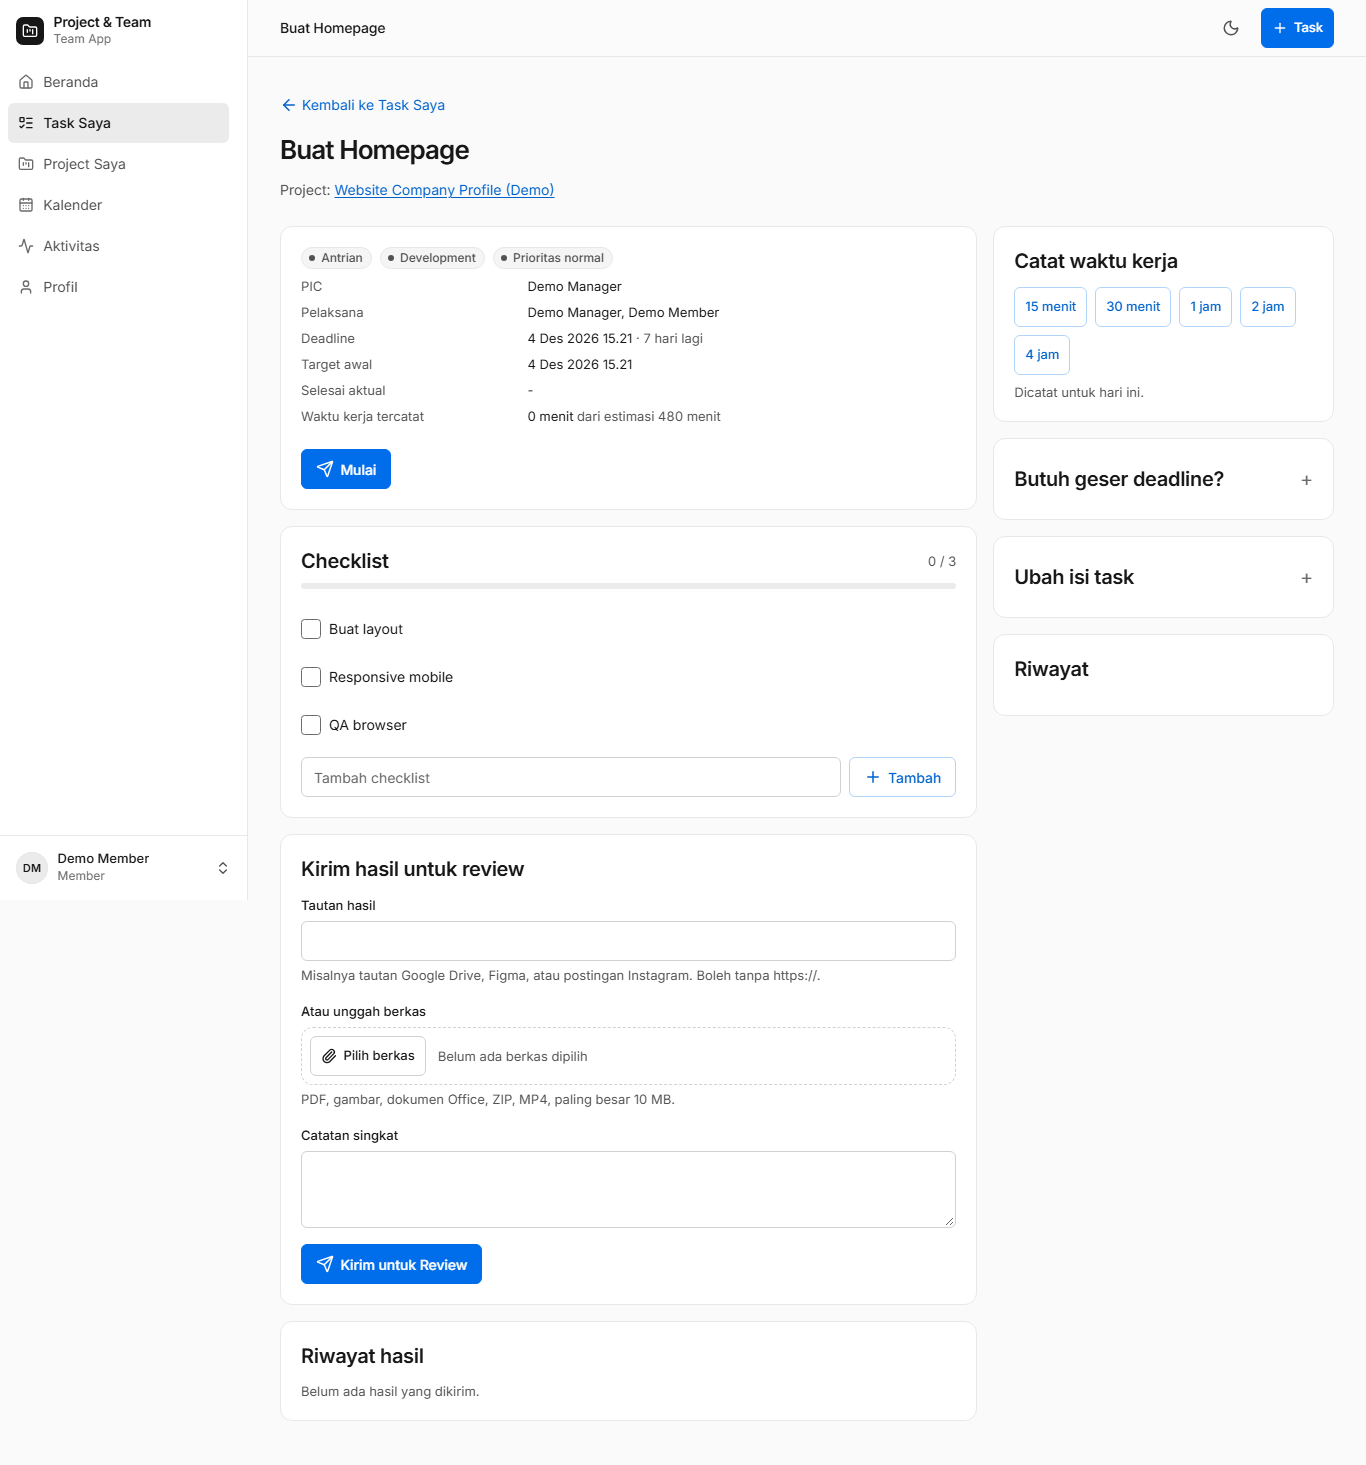 Project & Team
Team App
Beranda
Task Saya
Project Saya
Kalender
Aktivitas
Profil
Demo Member
Member
DM
Buat Homepage
Task
Kembali ke Task Saya
Buat Homepage
Project: Website Company Profile (Demo)
Antrian
Development
Prioritas normal
PIC
Demo Manager
Pelaksana
Demo Manager, Demo Member
Deadline
4 Des 2026 15.21 · 7 hari lagi
Target awal
4 Des 2026 15.21
Selesai aktual
-
Waktu kerja tercatat
0 menit dari estimasi 480 menit
Mulai
Checklist
0 / 3
Buat layout
Responsive mobile
QA browser
Tambah checklist
Tambah
Kirim hasil untuk review
Tautan hasil
Misalnya tautan Google Drive, Figma, atau postingan Instagram. Boleh tanpa https://.
Atau unggah berkas
Pilih berkas
Belum ada berkas dipilih
PDF, gambar, dokumen Office, ZIP, MP4, paling besar 10 MB.
Catatan singkat
Kirim untuk Review
Riwayat hasil
Belum ada hasil yang dikirim.
Catat waktu kerja
15 menit
30 menit
1 jam
2 jam
4 jam
Dicatat untuk hari ini.
Butuh geser deadline?
+
Ubah isi task
+
Riwayat